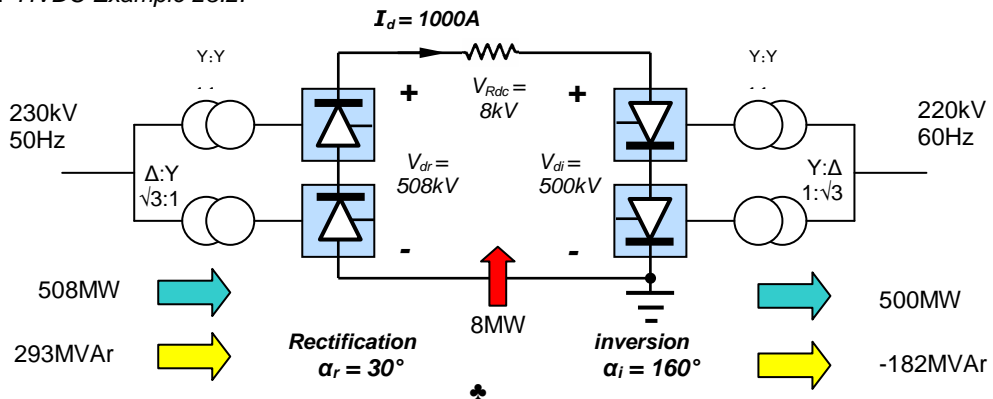 I_d = 1000A
Y:Y
Y:Y
230kV
50Hz
V_Rdc =
8kV
220kV
60Hz
+
+
Δ:Y
√3:1
V_dr =
508kV
V_di =
500kV
Y:Δ
1:√3
-
-
508MW
500MW
8MW
293MVAr
Rectification
α_r = 30°
inversion
α_i = 160°
-182MVAr
♣